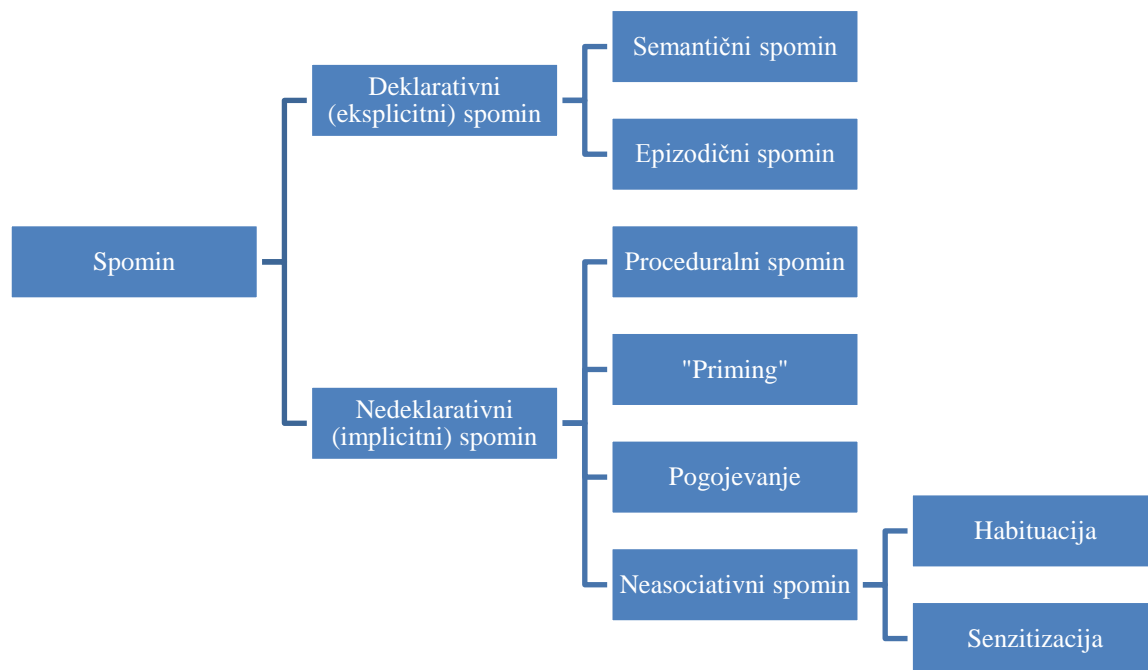 Spomin
Deklarativni
(eksplicitni) spomin
Semantični spomin
Epizodični spomin
Nedeklarativni
(implicitni) spomin
Proceduralni spomin
"Priming"
Pogojevanje
Neasociativni spomin
Habituacija
Senzitizacija